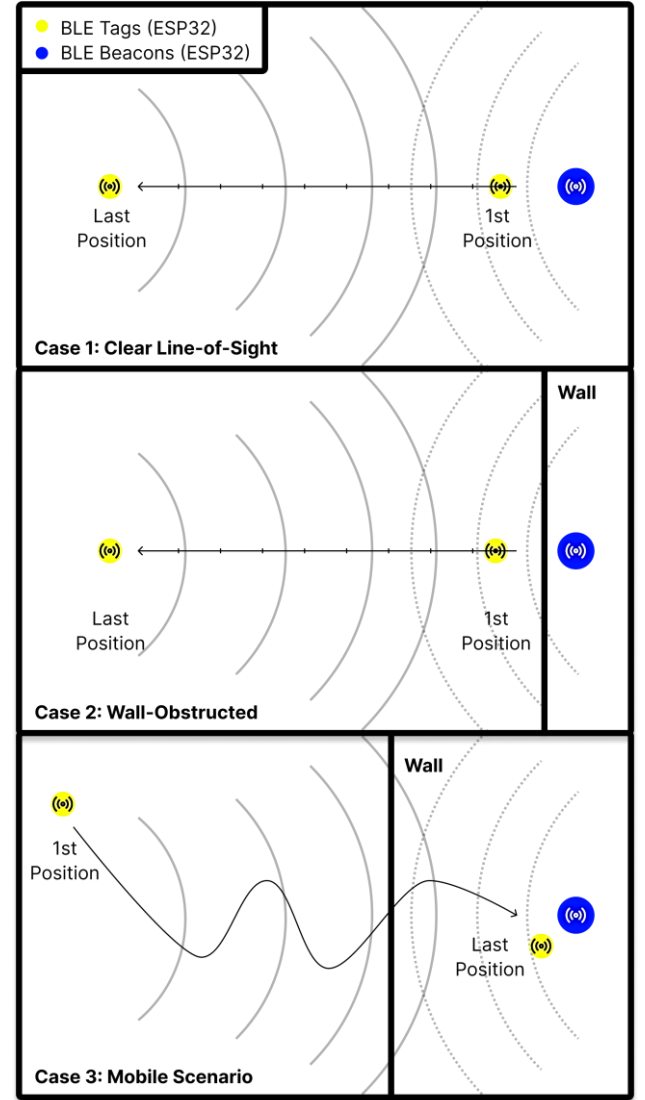 BLE Tags (ESP32)
BLE Beacons (ESP32)
Last
Position
1st
Position
Case 1: Clear Line-of-Sight
Wall
Last
Position
1st
Position
Case 2: Wall-Obstructed
Wall
1st
Position
Last
Position
Case 3: Mobile Scenario